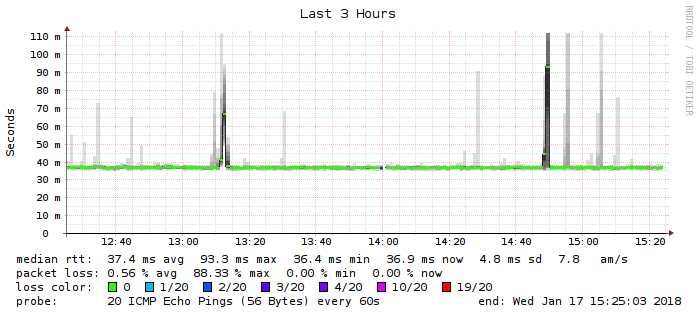 Last 3 Hours
RRDTOOL / TOBI OETIKER
Seconds
110 m
100 m
90 m
80 m
70 m
60 m
50 m
40 m
30 m
20 m
10 m
0
12:40 13:00 13:20 13:40 14:00 14:20 14:40 15:00 15:20
median rtt: 37.4 ms avg 93.3 ms max 36.4 ms min 36.9 ms now 4.8 ms sd 7.8 am/s
packet loss: 0.56 % avg 88.33 % max 0.00 % min 0.00 % now
loss color: 0 1/20 2/20 3/20 4/20 10/20 19/20
probe: 20 ICMP Echo Pings (56 Bytes) every 60s end: Wed Jan 17 15:25:03 2018